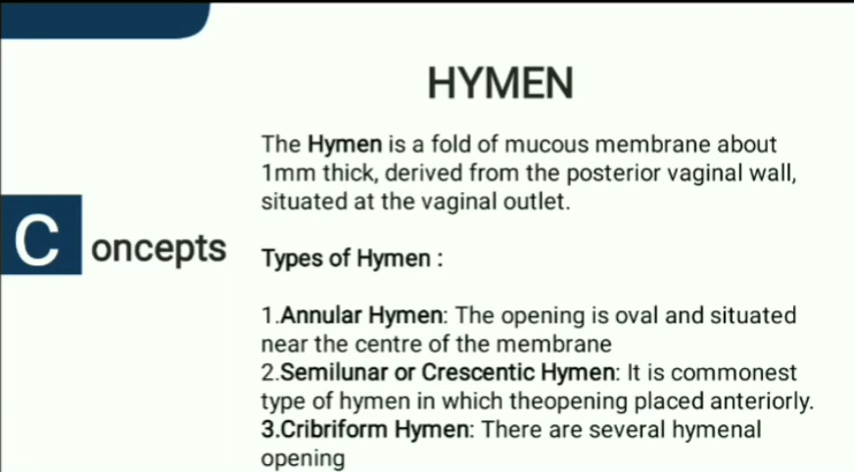 HYMEN
The Hymen is a fold of mucous membrane about
1mm thick, derived from the posterior vaginal wall,
situated at the vaginal outlet.
Concepts
Types of Hymen :
1.Annular Hymen: The opening is oval and situated
near the centre of the membrane
2.Semilunar or Crescentic Hymen: It is commonest
type of hymen in which theopening placed anteriorly.
3.Cribriform Hymen: There are several hymenal
opening